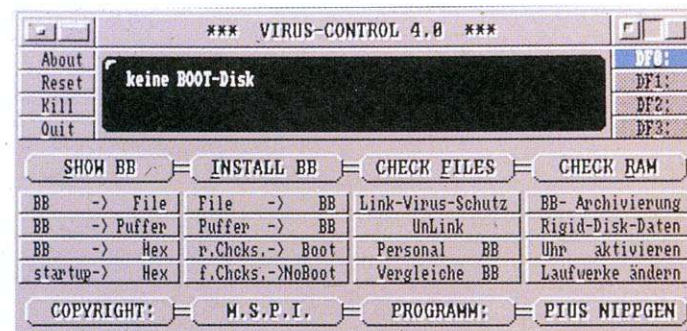 *** VIRUS-CONTROL 4.0 ***
About
Reset
Kill
Quit
keine BOOT-Disk
DF0:
DF1:
DF2:
DF3:
SHOW BB
INSTALL BB
CHECK FILES
CHECK RAM
BB -> File
File -> BB
Link-Virus-Schutz
BB- Archivierung
BB -> Puffer
Puffer -> BB
UnLink
Rigid-Disk-Daten
BB -> Hex
r.Chcks.-> Boot
Personal BB
Uhr aktivieren
startup-> Hex
f.Chcks.->NoBoot
Vergleiche BB
Laufwerke ändern
COPYRIGHT:
M.S.P.I.
PROGRAMM:
PIUS NIPPGEN